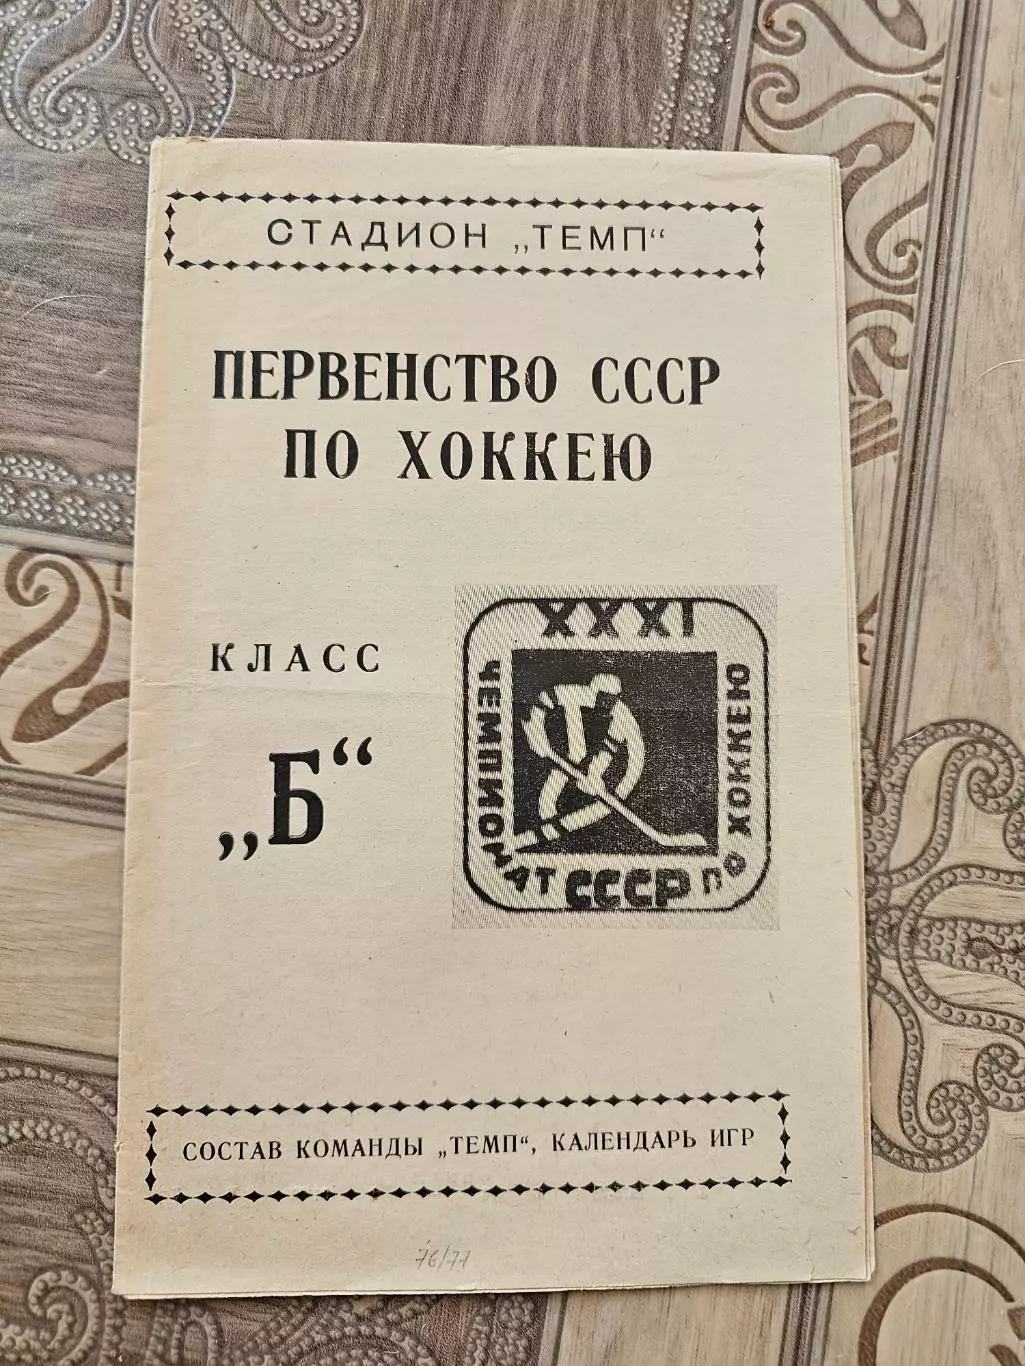 СТАДИОН „ТЕМП“
ПЕРВЕНСТВО СССР
ПО ХОККЕЮ
КЛАСС
„Б“
XXXI
ЧЕМПИОНАТ СССР ПО ХОККЕЮ
СОСТАВ КОМАНДЫ „ТЕМП“, КАЛЕНДАРЬ ИГР
76/77